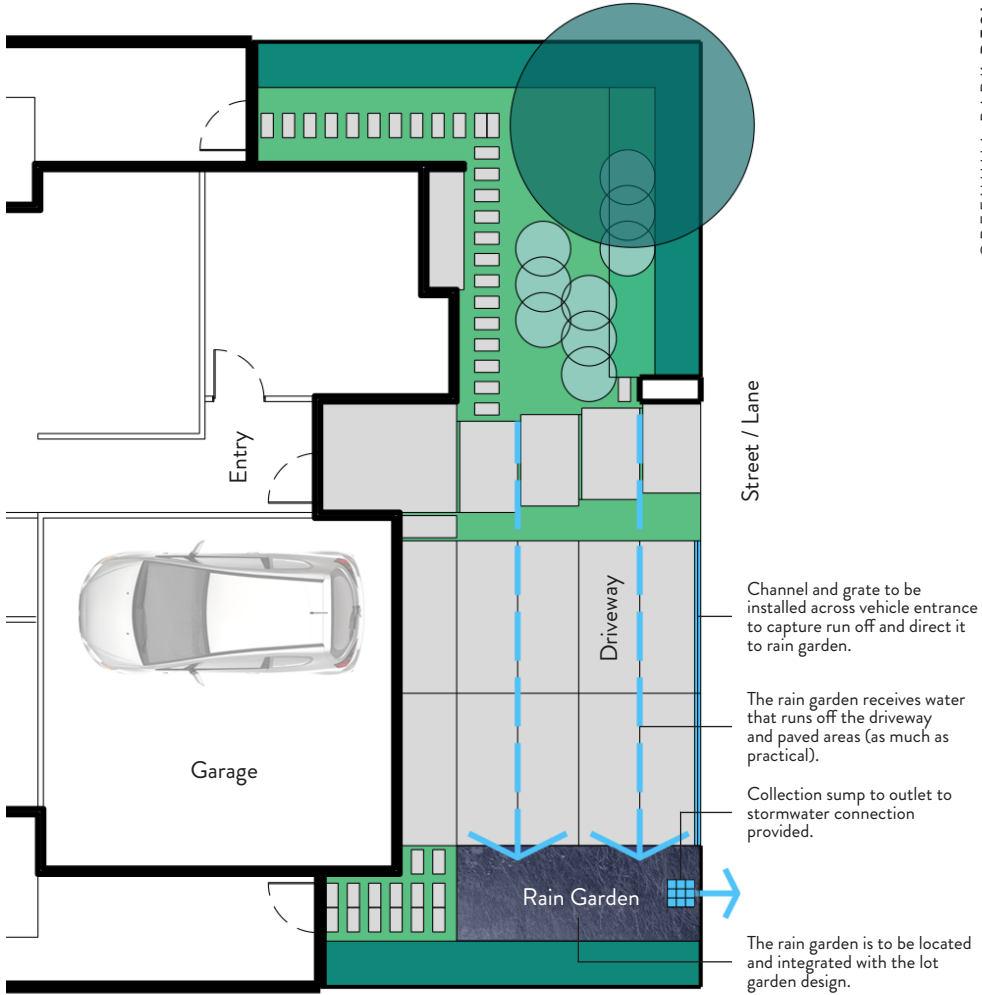 Entry
Street / Lane
Driveway
Garage
Rain Garden
Channel and grate to be
installed across vehicle entrance
to capture run off and direct it
to rain garden.
The rain garden receives water
that runs off the driveway
and paved areas (as much as
practical).
Collection sump to outlet to
stormwater connection
provided.
The rain garden is to be located
and integrated with the lot
garden design.